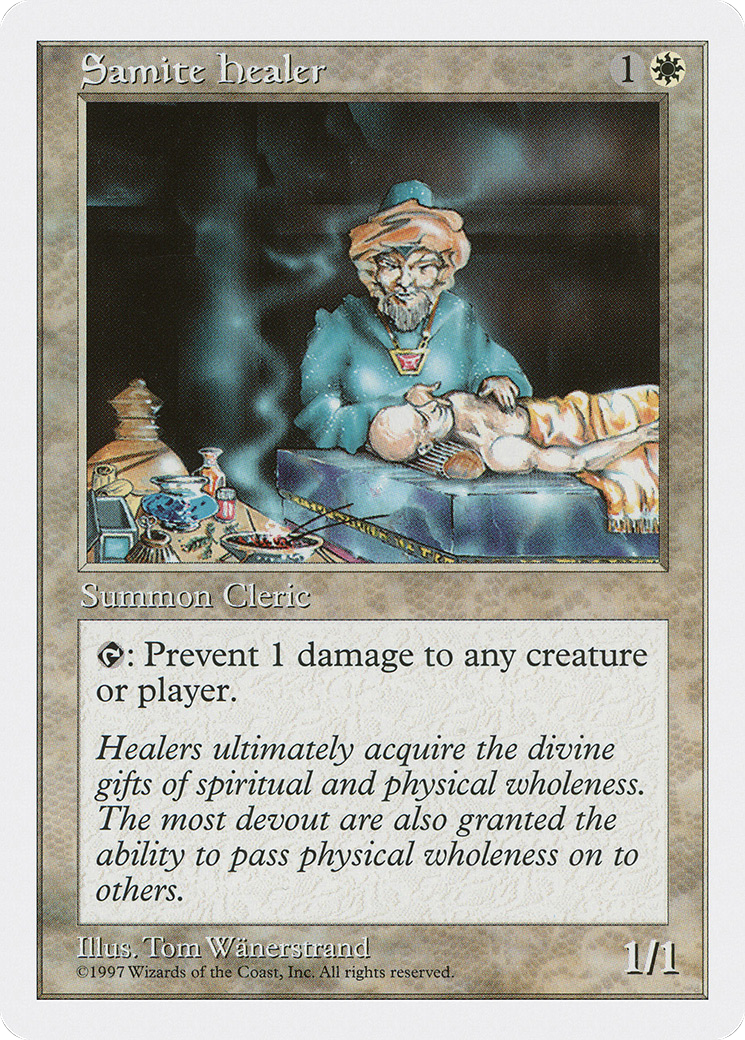 Samite Healer 1
Summon Cleric
: Prevent 1 damage to any creature
or player.
Healers ultimately acquire the divine
gifts of spiritual and physical wholeness.
The most devout are also granted the
ability to pass physical wholeness on to
others.
Illus. Tom Wänerstrand
©1997 Wizards of the Coast, Inc. All rights reserved.
1/1